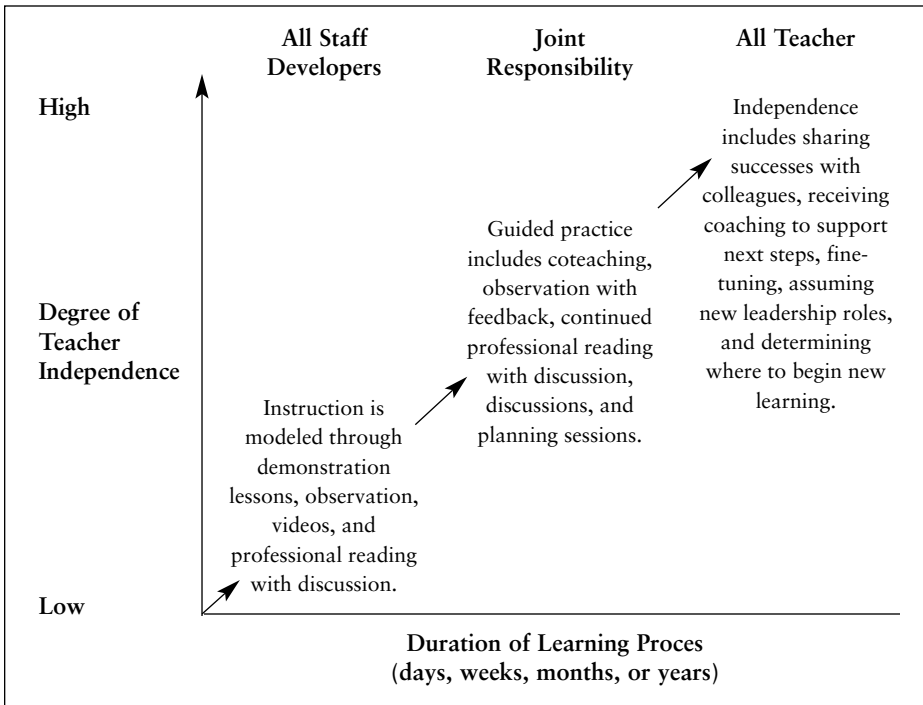 All Staff
Developers
Joint
Responsibility
All Teacher
High
Degree of
Teacher
Independence
Low
Instruction is
modeled through
demonstration
lessons, observation,
videos, and
professional reading
with discussion.
Guided practice
includes coteaching,
observation with
feedback, continued
professional reading
with discussion,
discussions, and
planning sessions.
Independence
includes sharing
successes with
colleagues, receiving
coaching to support
next steps, fine-
tuning, assuming
new leadership roles,
and determining
where to begin new
learning.
Duration of Learning Proces
(days, weeks, months, or years)